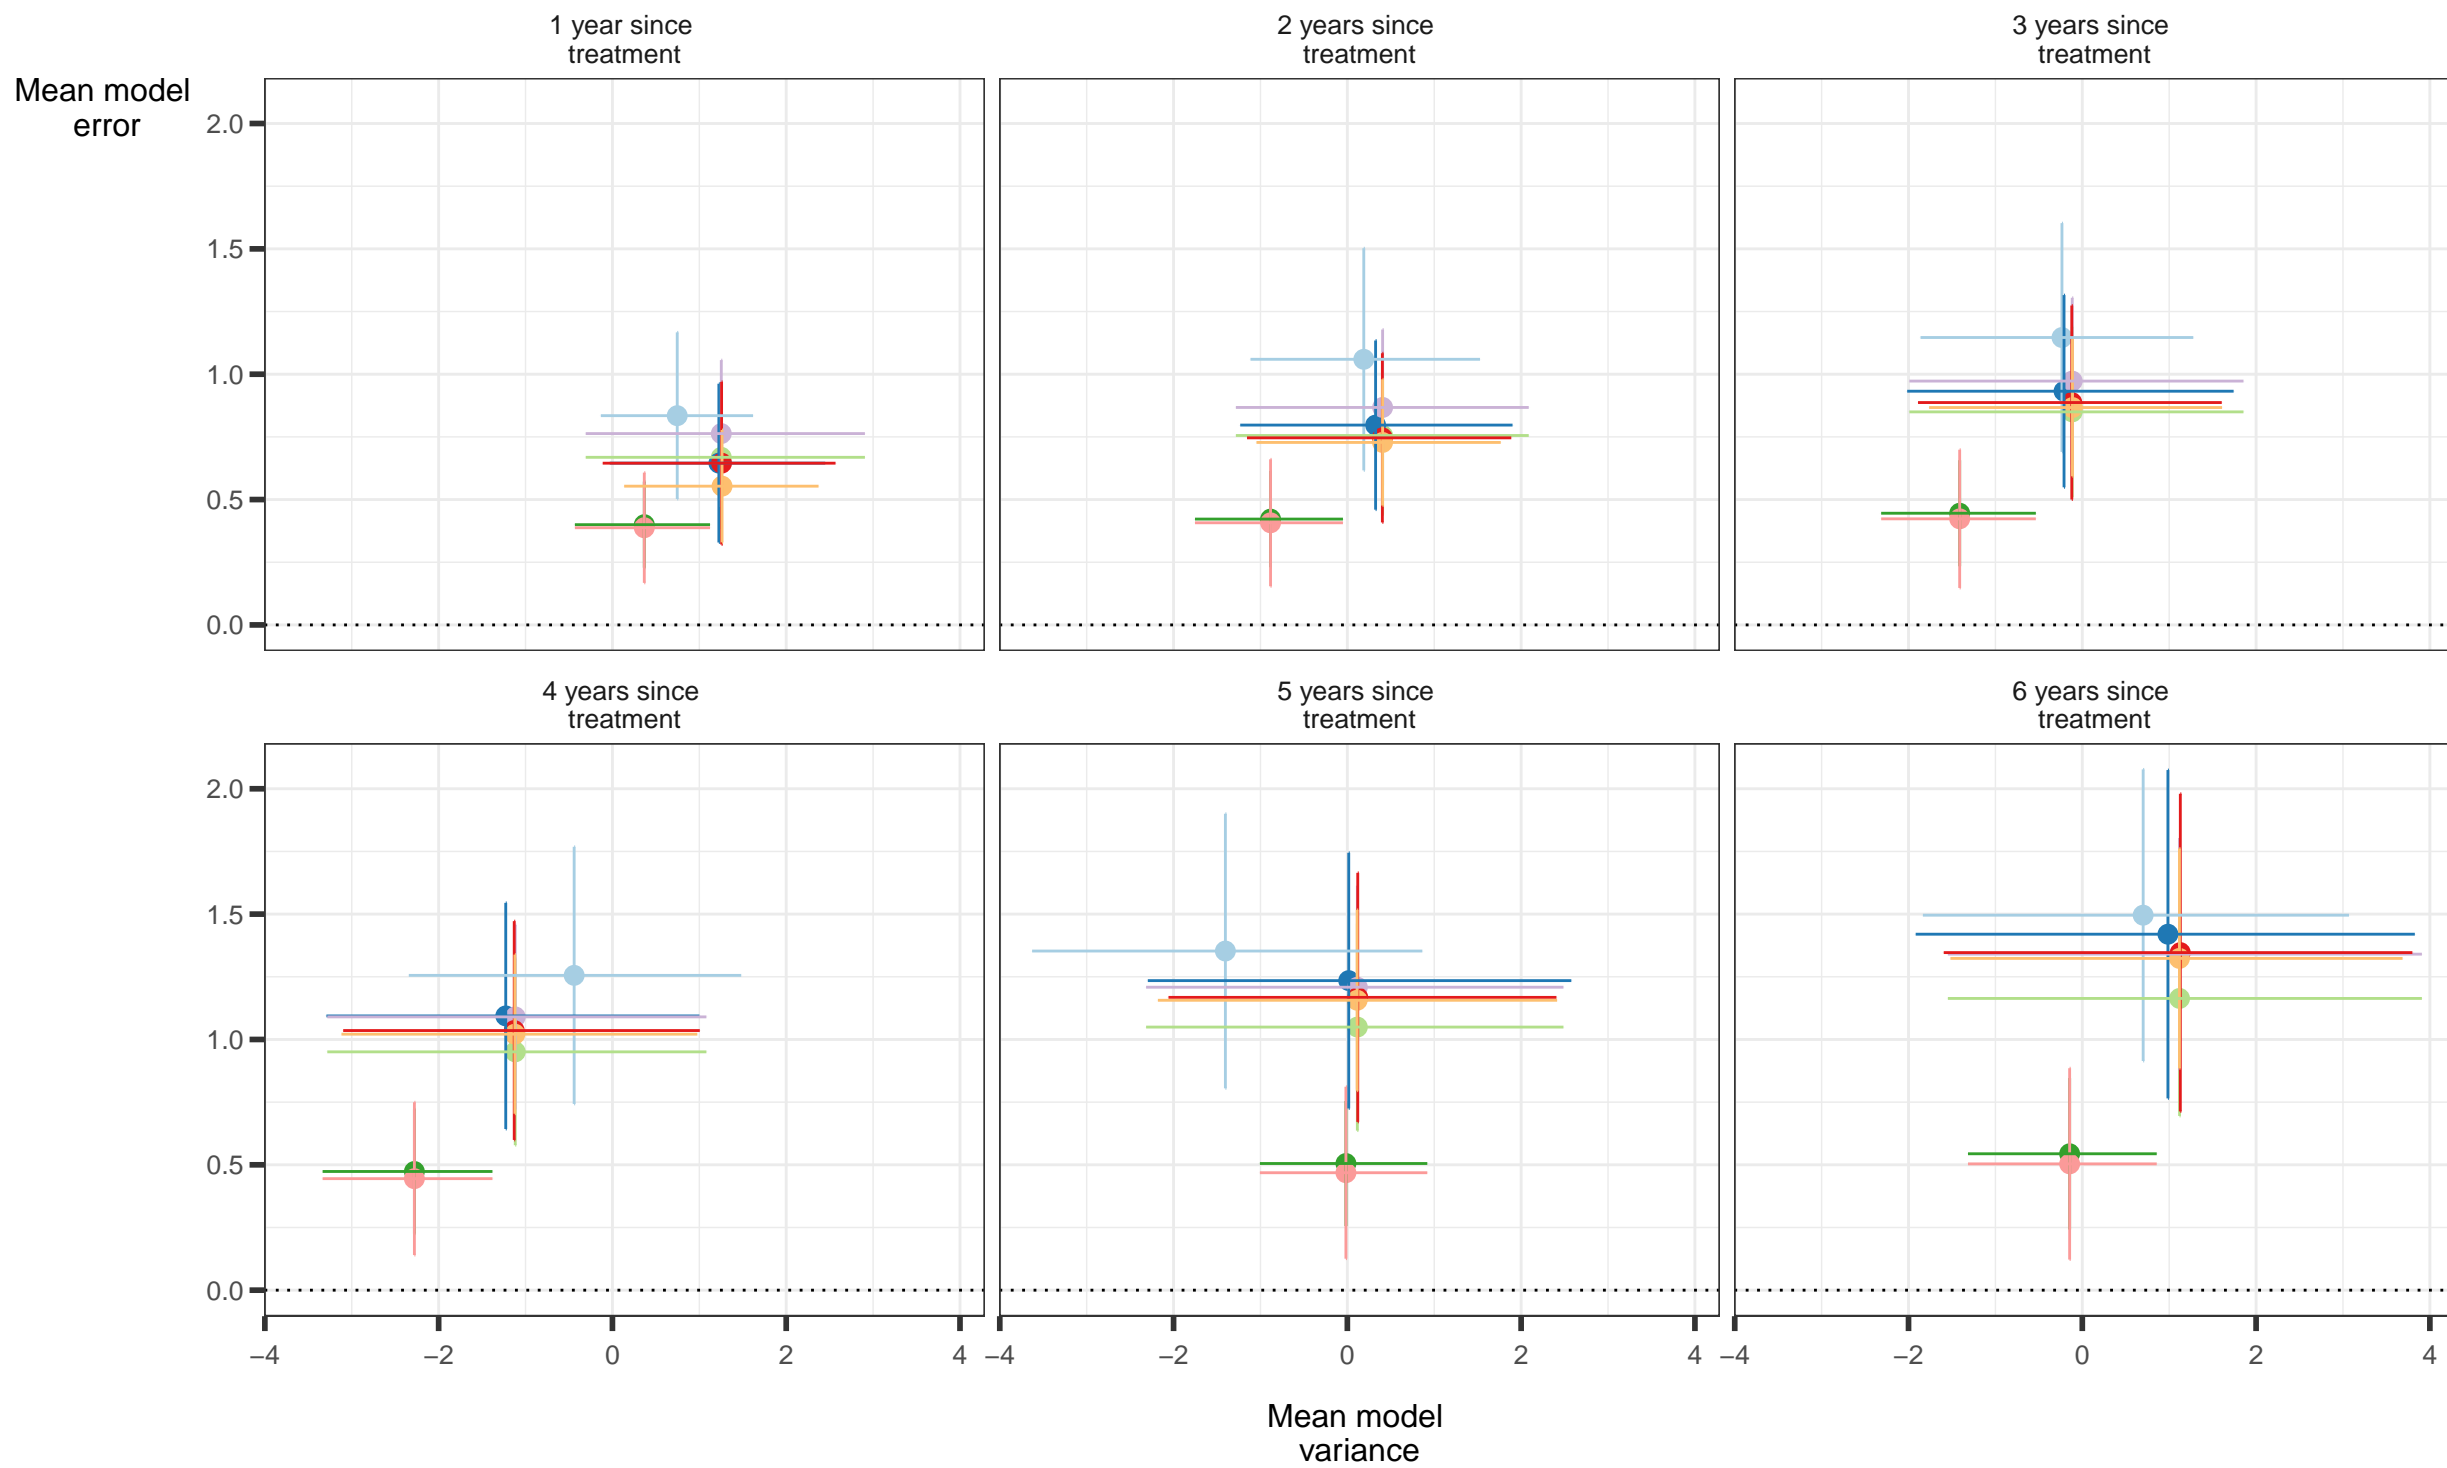 1 year since
treatment
2 years since
treatment
3 years since
treatment
Mean model
error
2.0
1.5
1.0
0.5
0.0
4 years since
treatment
5 years since
treatment
6 years since
treatment
2.0
1.5
1.0
0.5
0.0
−4 −2 0 2 4 −4 −2 0 2 4 −4 −2 0 2 4
Mean model
variance